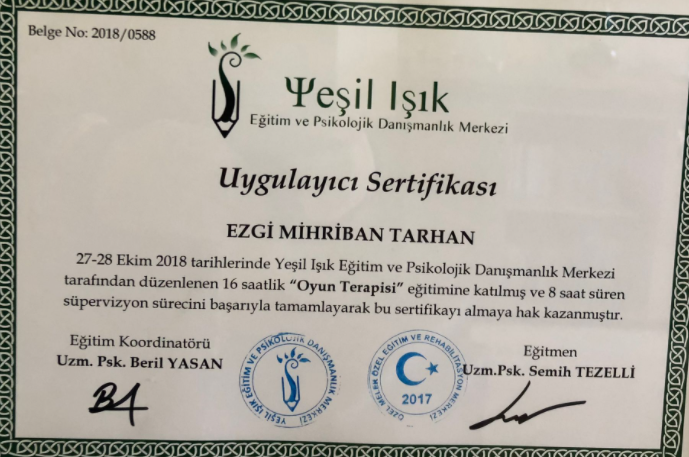 Belge No: 2018/0588
Yeşil Işık
Eğitim ve Psikolojik Danışmanlık Merkezi
Uygulayıcı Sertifikası
EZGİ MİHRİBAN TARHAN
27-28 Ekim 2018 tarihlerinde Yeşil Işık Eğitim ve Psikolojik Danışmanlık Merkezi
tarafından düzenlenen 16 saatlik “Oyun Terapisi” eğitimine katılmış ve 8 saat süren
süpervizyon sürecini başarıyla tamamlayarak bu sertifikayı almaya hak kazanmıştır.
Eğitim Koordinatörü
Uzm. Psk. Beril YASAN
YEŞİL IŞIK EĞİTİM VE PSİKOLOJİK DANIŞMANLIK MERKEZİ
ÖZEL MELEK ÖZEL EĞİTİM VE REHABİLİTASYON MERKEZİ
2017
Eğitmen
Uzm.Psk. Semih TEZELLİ